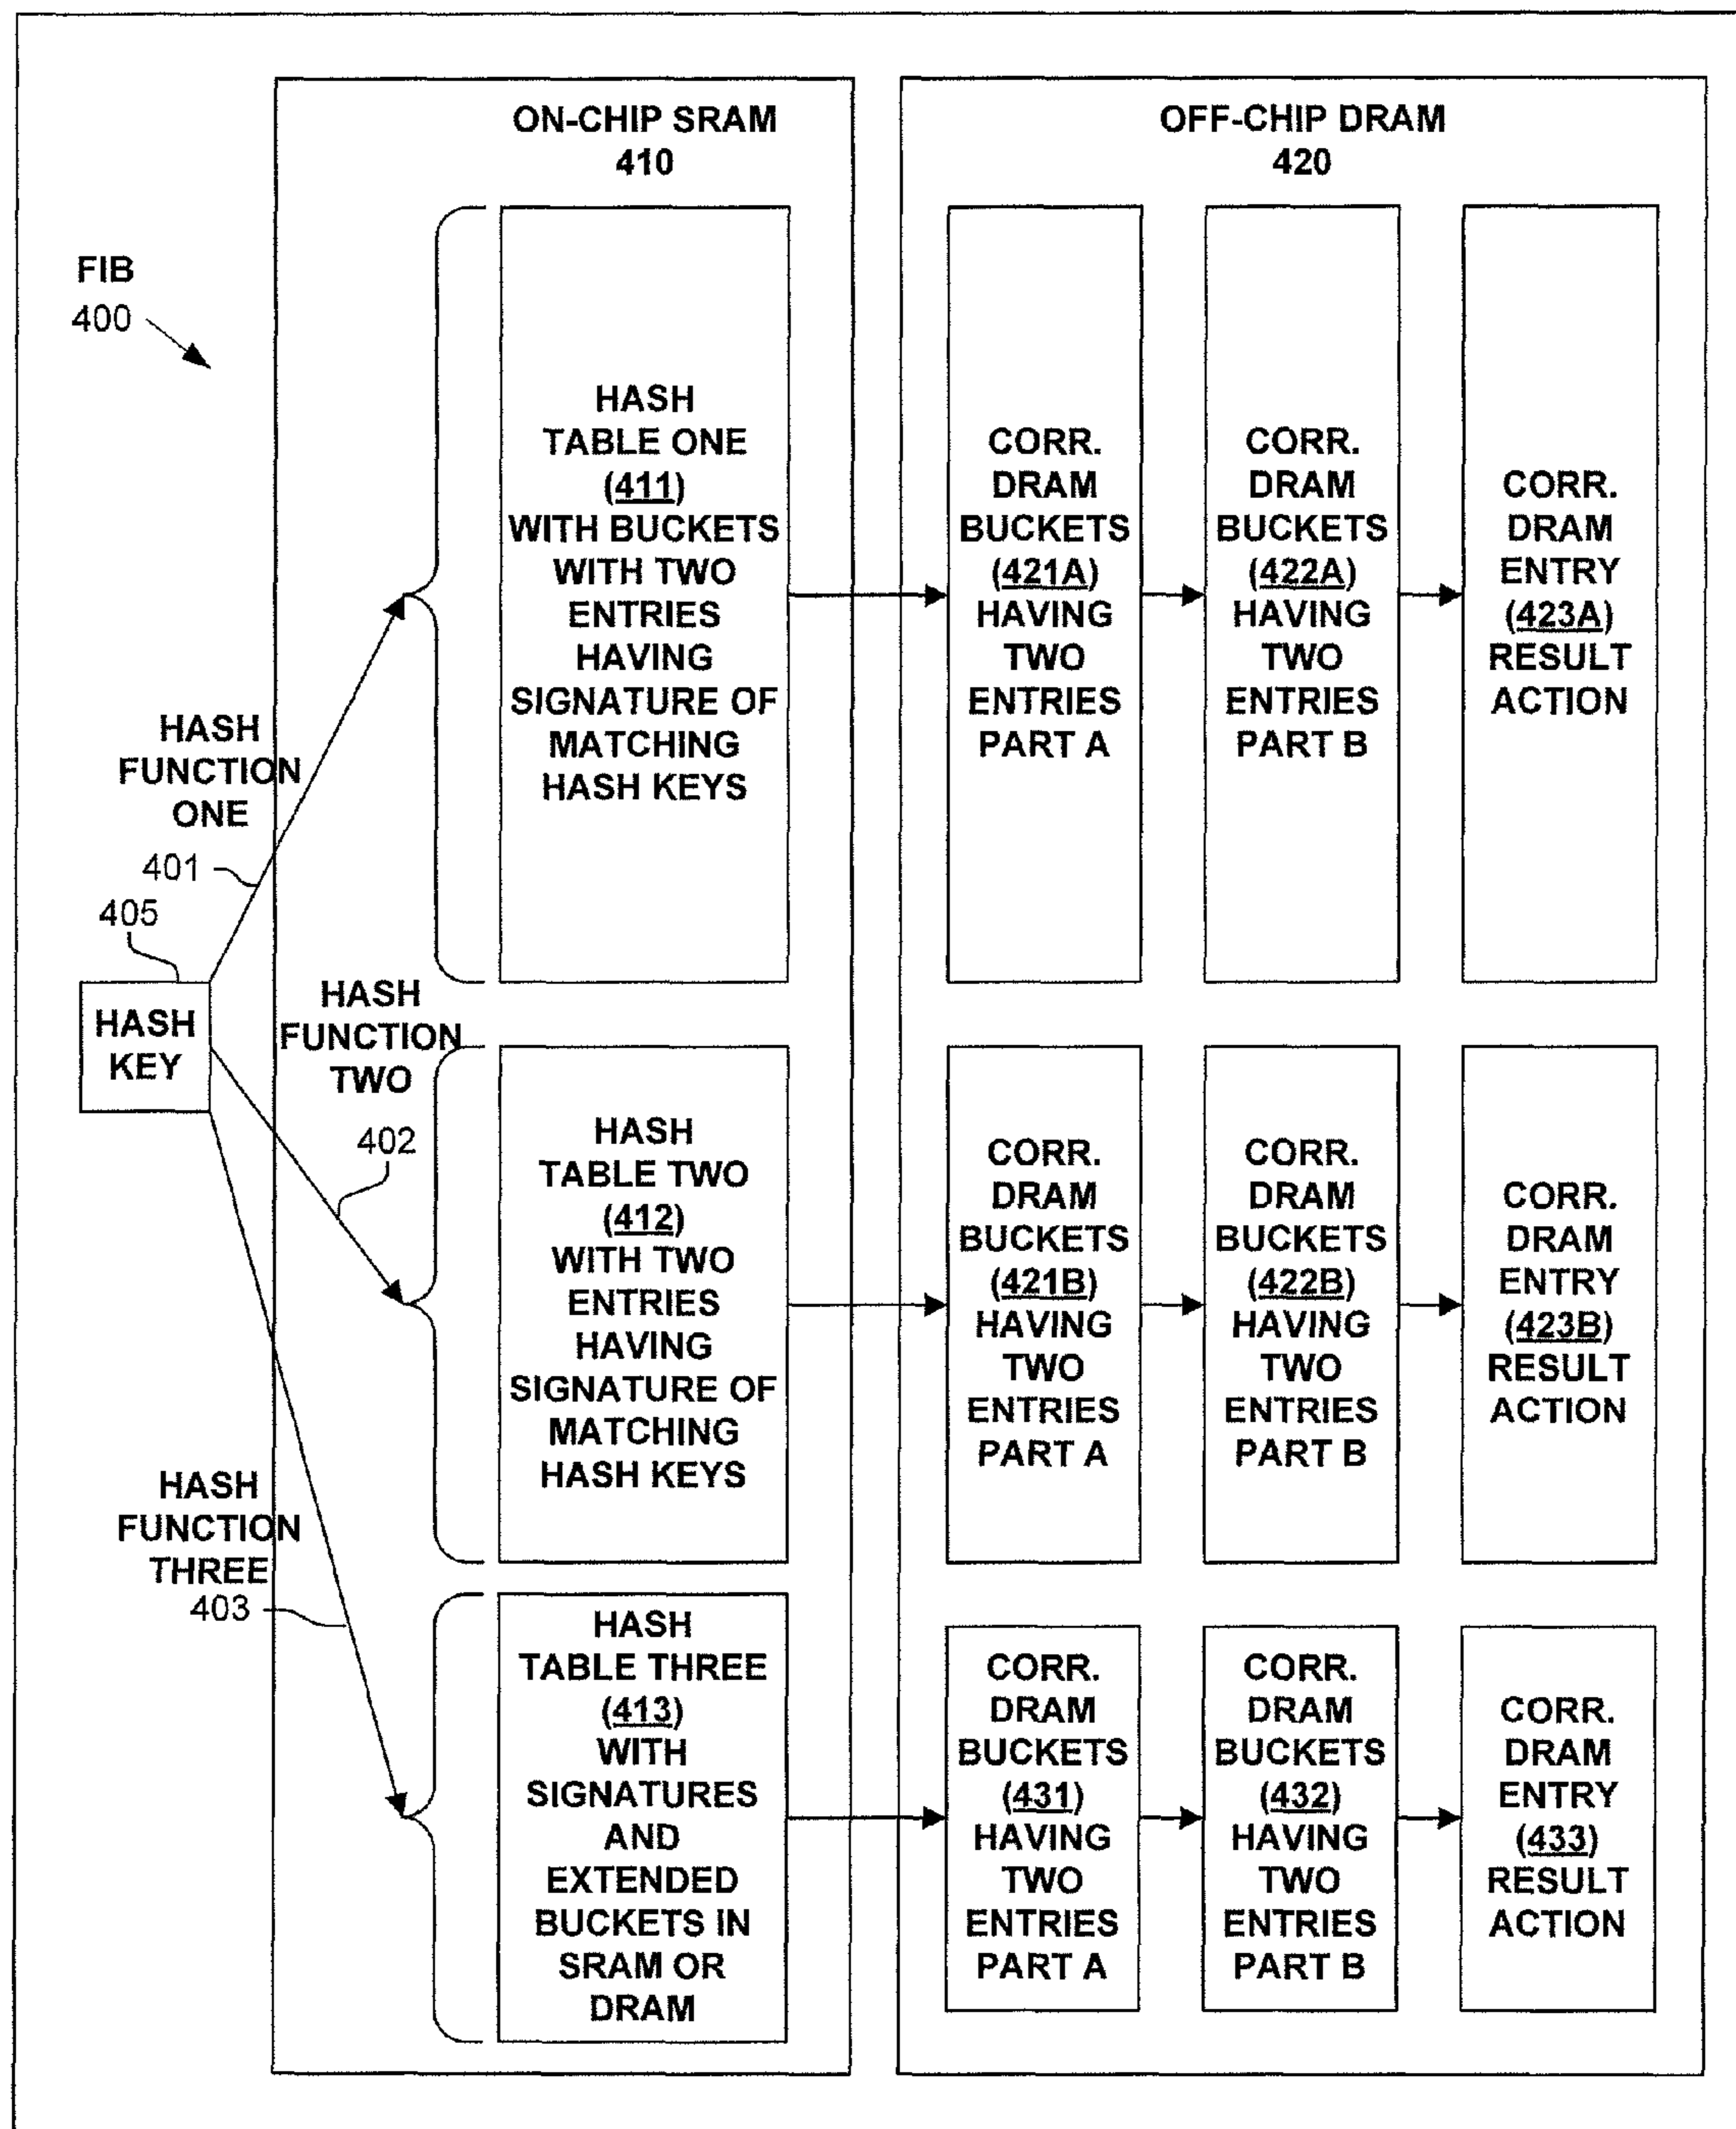 ON-CHIP SRAM
410
OFF-CHIP DRAM
420
FIB
400
HASH
FUNCTION
ONE
401
405
HASH
KEY
HASH
FUNCTION
TWO
402
HASH
FUNCTION
THREE
403
HASH
TABLE ONE
(411)
WITH BUCKETS
WITH TWO
ENTRIES
HAVING
SIGNATURE OF
MATCHING
HASH KEYS
CORR.
DRAM
BUCKETS
(421A)
HAVING
TWO
ENTRIES
PART A
CORR.
DRAM
BUCKETS
(422A)
HAVING
TWO
ENTRIES
PART B
CORR.
DRAM
ENTRY
(423A)
RESULT
ACTION
HASH
TABLE TWO
(412)
WITH TWO
ENTRIES
HAVING
SIGNATURE OF
MATCHING
HASH KEYS
CORR.
DRAM
BUCKETS
(421B)
HAVING
TWO
ENTRIES
PART A
CORR.
DRAM
BUCKETS
(422B)
HAVING
TWO
ENTRIES
PART B
CORR.
DRAM
ENTRY
(423B)
RESULT
ACTION
HASH
TABLE THREE
(413)
WITH
SIGNATURES
AND
EXTENDED
BUCKETS IN
SRAM OR
DRAM
CORR.
DRAM
BUCKETS
(431)
HAVING
TWO
ENTRIES
PART A
CORR.
DRAM
BUCKETS
(432)
HAVING
TWO
ENTRIES
PART B
CORR.
DRAM
ENTRY
(433)
RESULT
ACTION